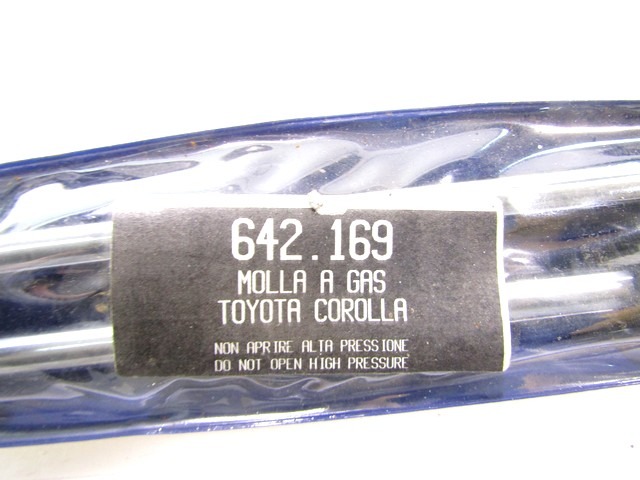 642.169
MOLLA A GAS
TOYOTA COROLLA
NON APRIRE ALTA PRESSIONE
DO NOT OPEN HIGH PRESSURE